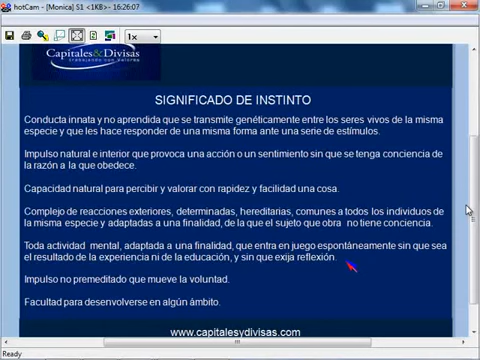 hotCam - [Monica] S1 <1KB> - 16:26:07
1x
Capitales&Divisas
trabajando con valores
SIGNIFICADO DE INSTINTO
Conducta innata y no aprendida que se transmite genéticamente entre los seres vivos de la misma
especie y que les hace responder de una misma forma ante una serie de estímulos.
Impulso natural e interior que provoca una acción o un sentimiento sin que se tenga conciencia de
la razón a la que obedece.
Capacidad natural para percibir y valorar con rapidez y facilidad una cosa.
Complejo de reacciones exteriores, determinadas, hereditarias, comunes a todos los individuos de
la misma especie y adaptadas a una finalidad, de la que el sujeto que obra no tiene conciencia.
Toda actividad mental, adaptada a una finalidad, que entra en juego espontáneamente sin que sea
el resultado de la experiencia ni de la educación, y sin que exija reflexión.
Impulso no premeditado que mueve la voluntad.
Facultad para desenvolverse en algún ámbito.
www.capitalesydivisas.com
Ready